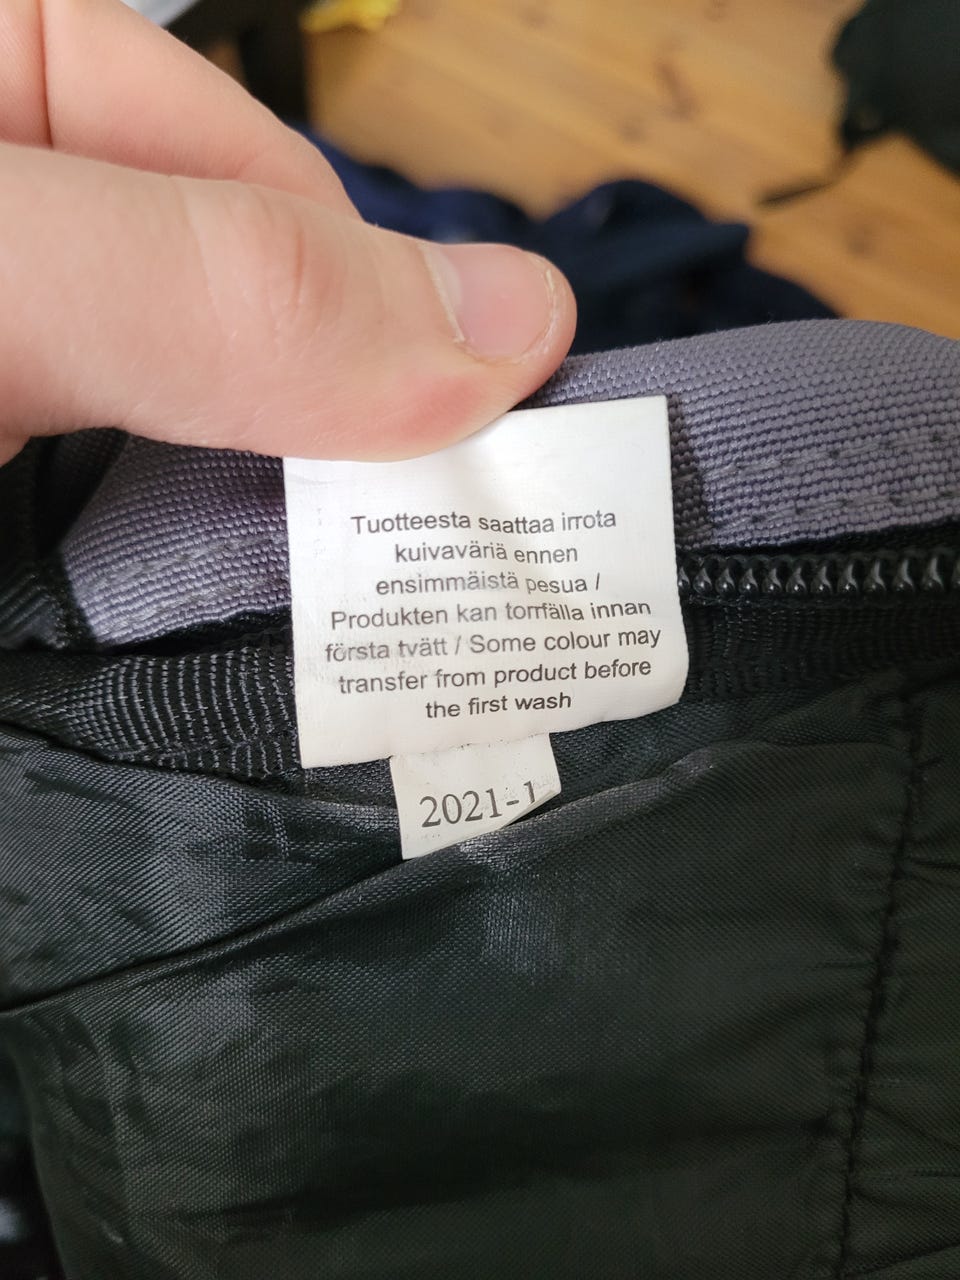 Tuotteesta saattaa irrota
kuivaväriä ennen
ensimmäistä pesua /
Produkten kan torrfälla innan
första tvätt / Some colour may
transfer from product before
the first wash
2021-1